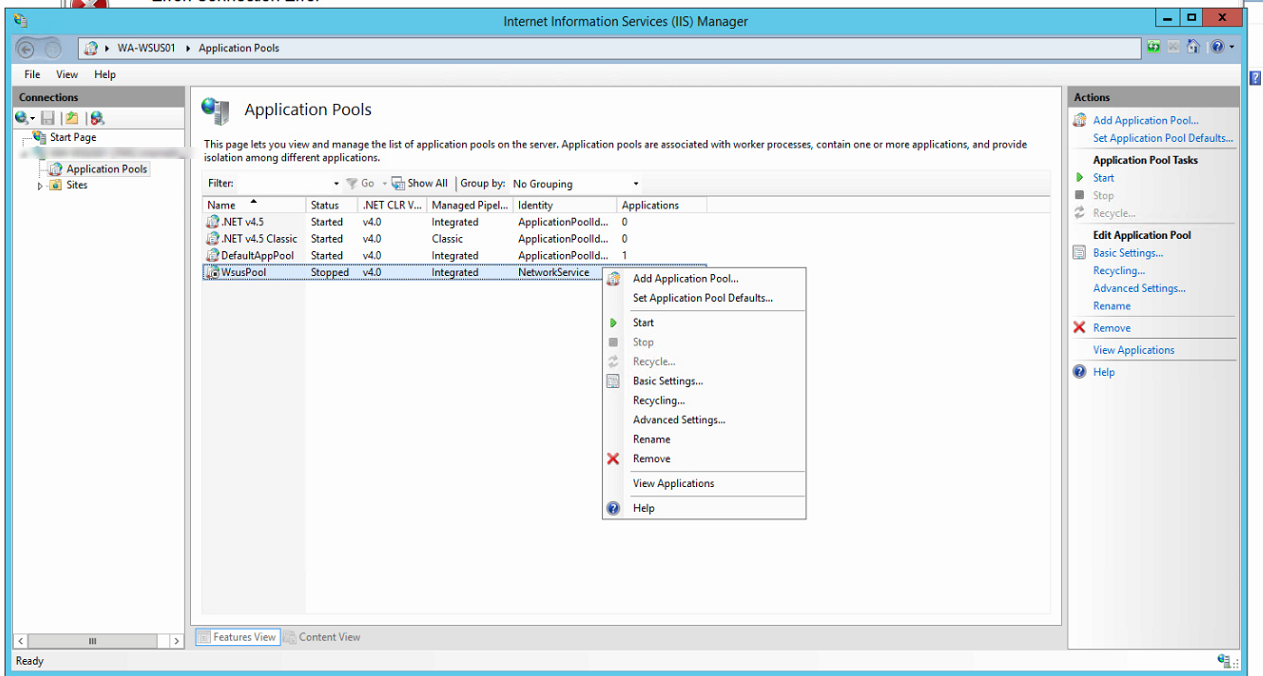 Error: Connection Error
Internet Information Services (IIS) Manager
WA-WSUS01 Application Pools
File View Help
Connections
Start Page
Application Pools
Sites
Application Pools
This page lets you view and manage the list of application pools on the server. Application pools are associated with worker processes, contain one or more applications, and provide
isolation among different applications.
Filter: Go Show All Group by: No Grouping
Name Status .NET CLR V... Managed Pipel... Identity Applications
.NET v4.5 Started v4.0 Integrated ApplicationPoolId... 0
.NET v4.5 Classic Started v4.0 Classic ApplicationPoolId... 0
DefaultAppPool Started v4.0 Integrated ApplicationPoolId... 1
WsusPool Stopped v4.0 Integrated NetworkService
Add Application Pool...
Set Application Pool Defaults...
Start
Stop
Recycle...
Basic Settings...
Recycling...
Advanced Settings...
Rename
Remove
View Applications
Help
Actions
Add Application Pool...
Set Application Pool Defaults...
Application Pool Tasks
Start
Stop
Recycle...
Edit Application Pool
Basic Settings...
Recycling...
Advanced Settings...
Rename
Remove
View Applications
Help
Features View Content View
Ready